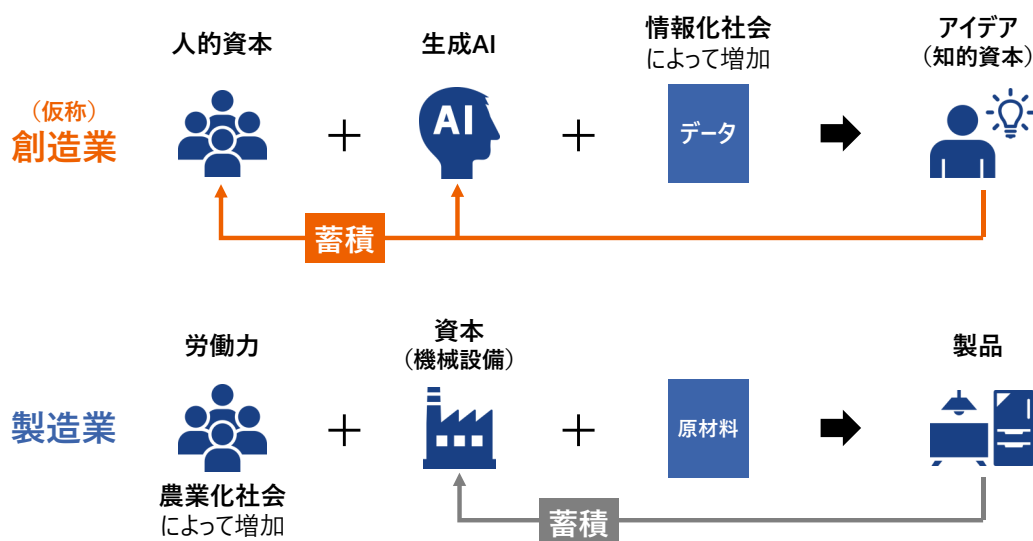 人的資本
生成AI
情報化社会
によって増加
アイデア
（知的資本）
（仮称）
創造業
＋
AI
＋
データ
蓄積
労働力
資本
（機械設備）
製品
製造業
＋
＋
原材料
農業化社会
によって増加
蓄積